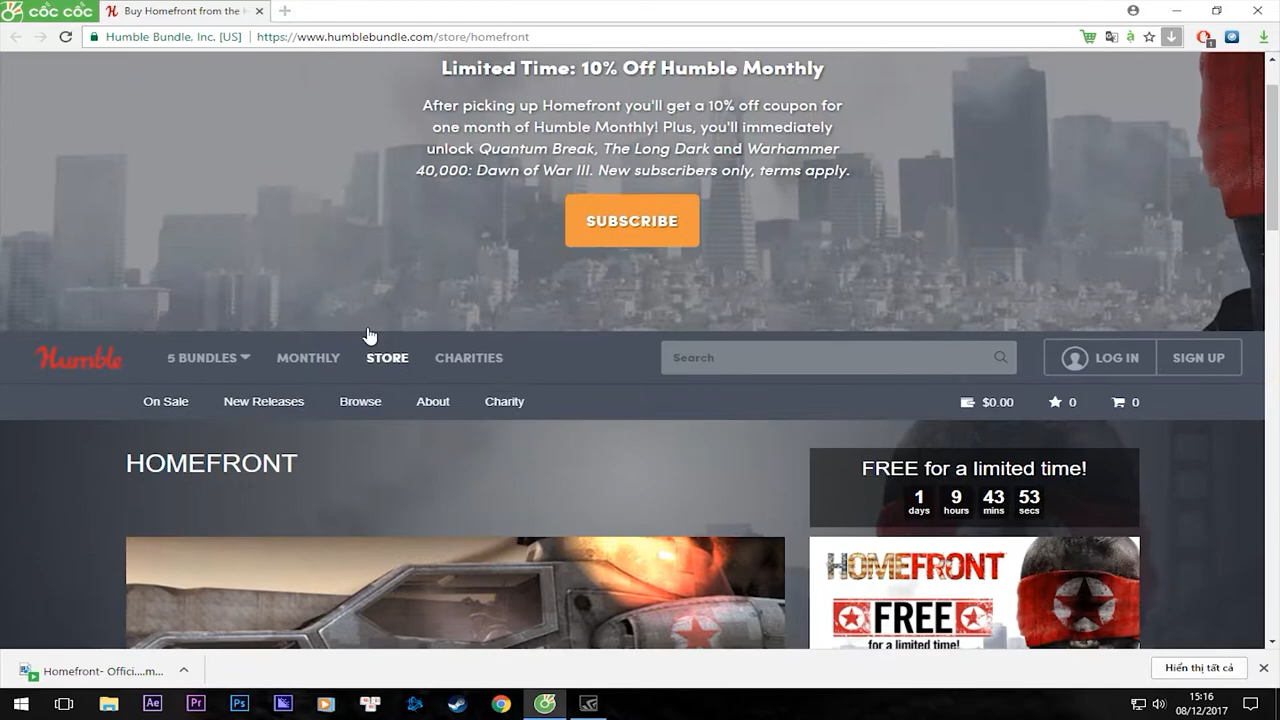 cốc cốc
Buy Homefront from the
Humble Bundle, Inc. [US]
https://www.humblebundle.com/store/homefront
1
Limited Time: 10% Off Humble Monthly
After picking up Homefront you'll get a 10% off coupon for
one month of Humble Monthly! Plus, you'll immediately
unlock Quantum Break, The Long Dark and Warhammer
40,000: Dawn of War III. New subscribers only, terms apply.
SUBSCRIBE
Humble
5 BUNDLES
MONTHLY
STORE
CHARITIES
Search
LOG IN
SIGN UP
On Sale
New Releases
Browse
About
Charity
$0.00
0
0
HOMEFRONT
FREE for a limited time!
1 9 43 53
days hours mins secs
HOMEFRONT
FREE
for a limited time!
Homefront- Offici....m...
Hiển thị tất cả
Ae
Pr
Ps
15:16
08/12/2017